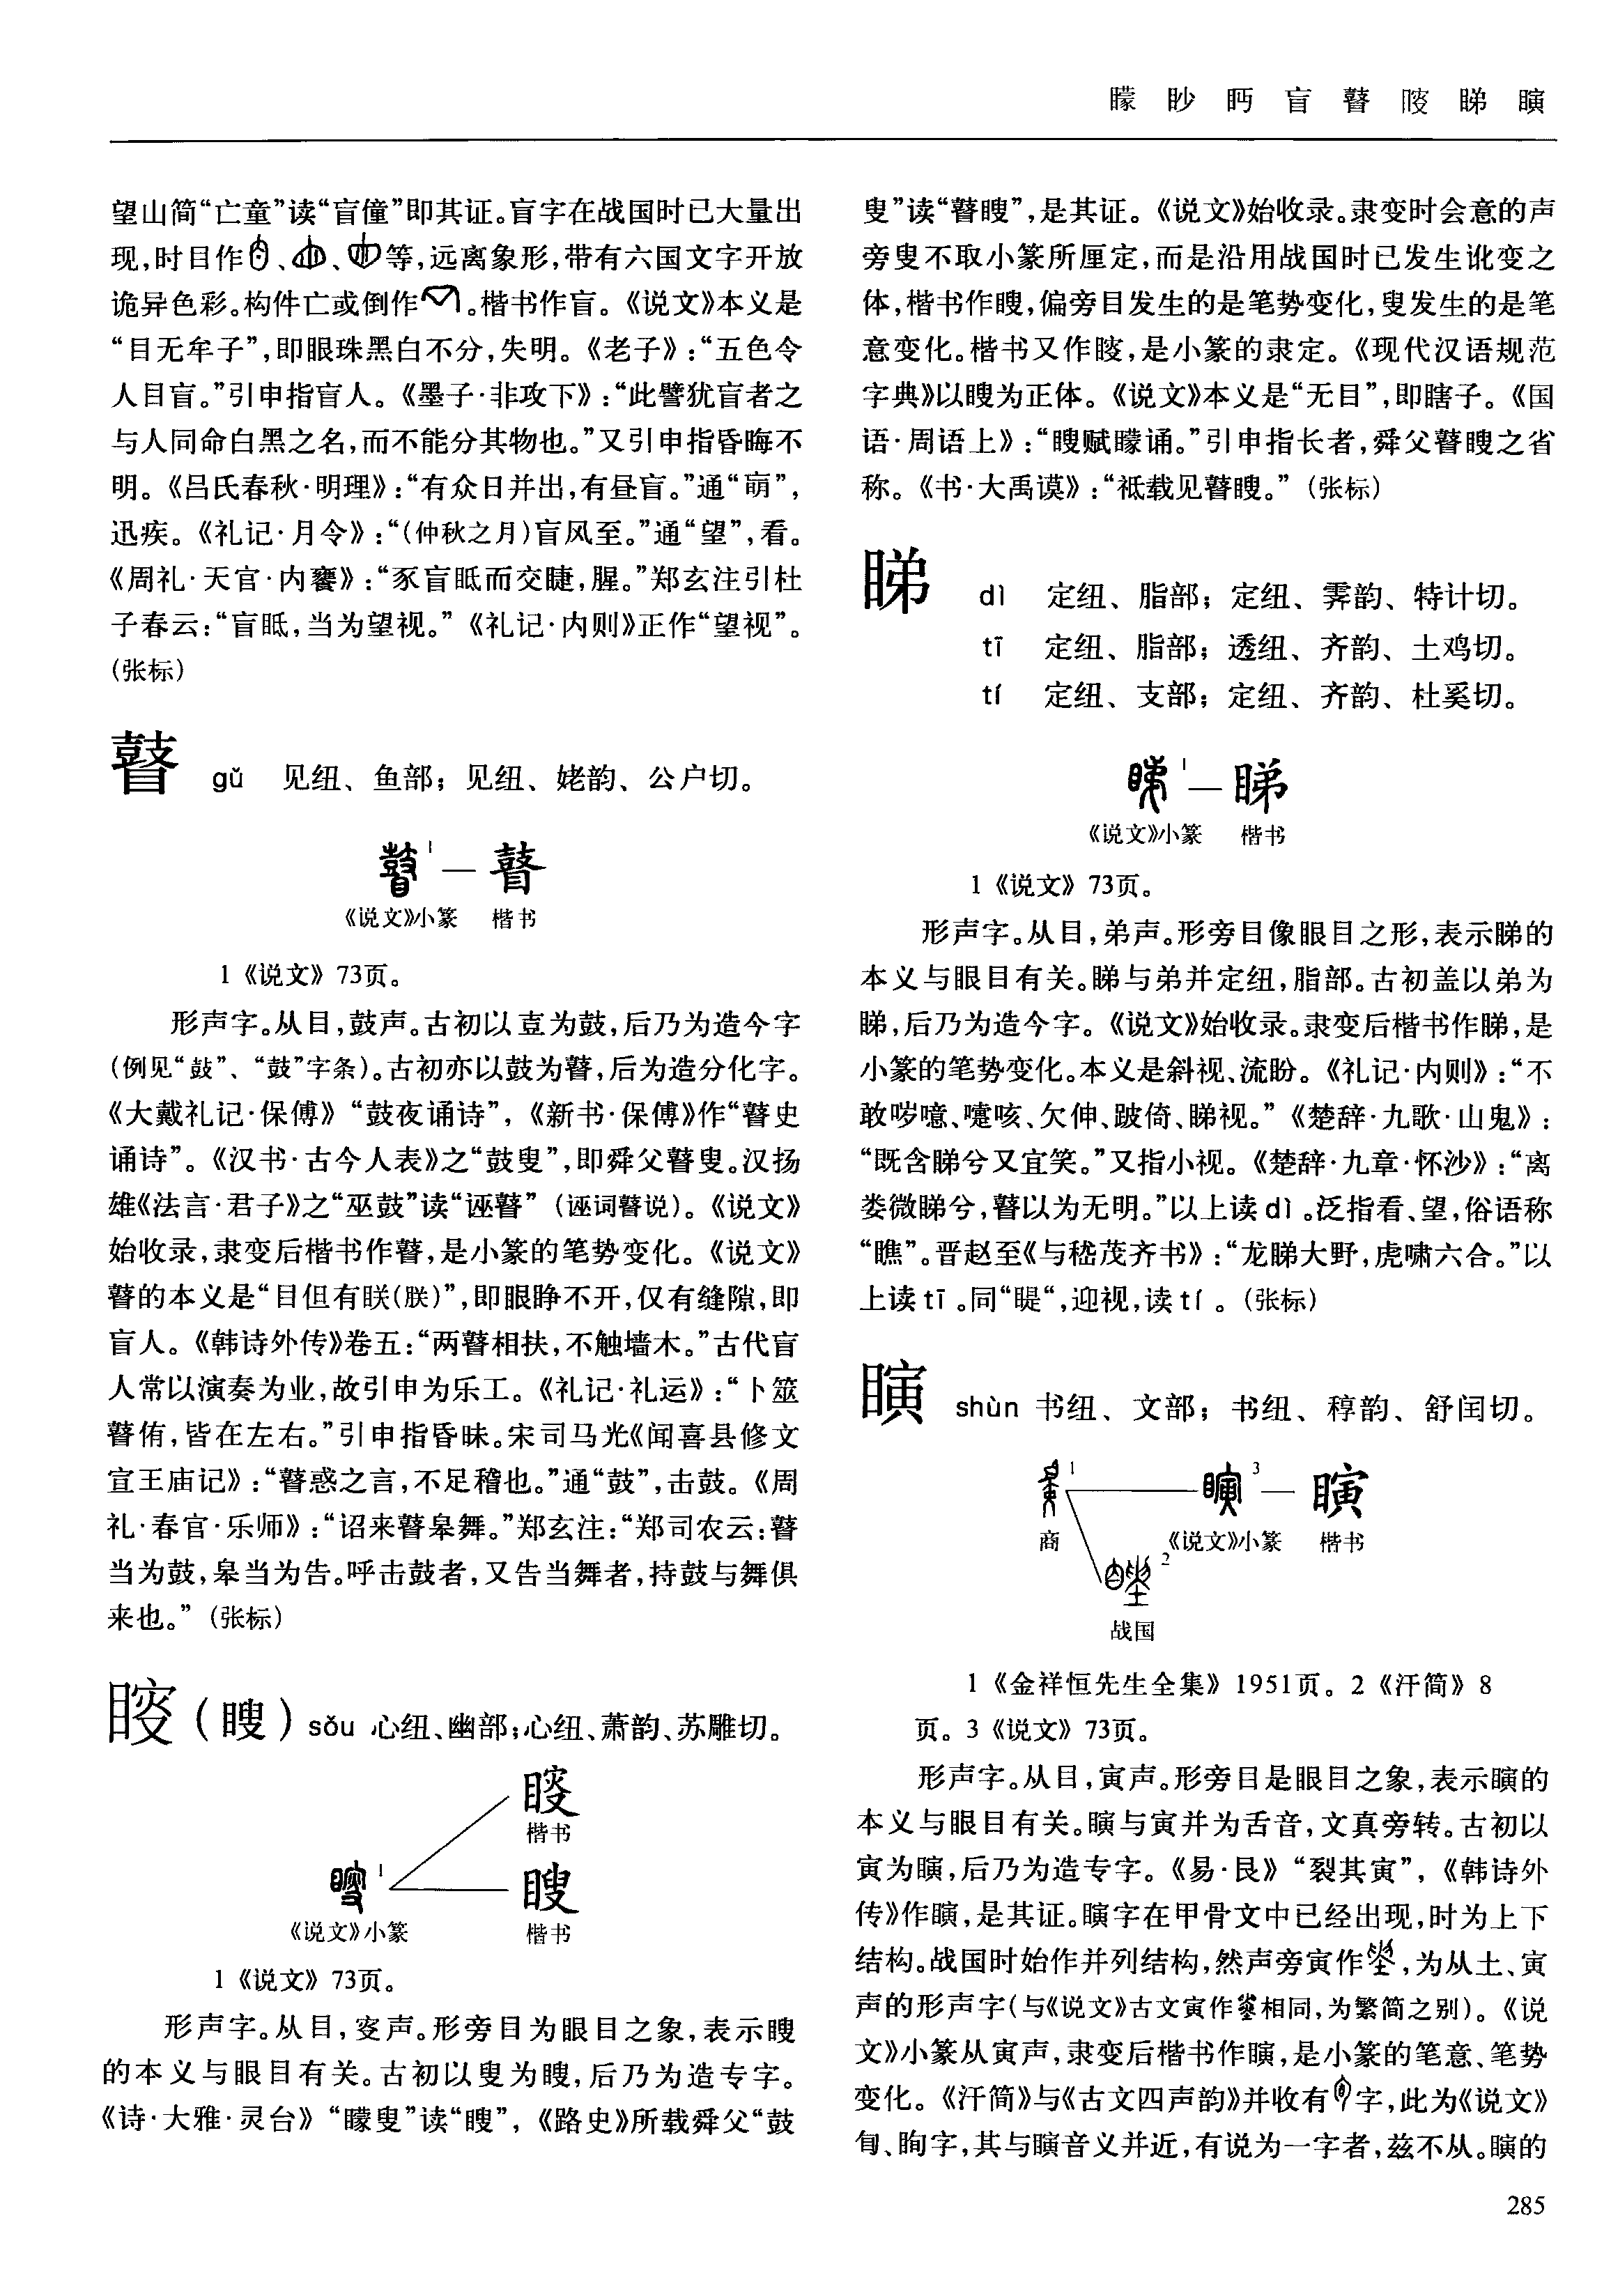 矇 眇 眄 盲 瞽 䁂 睇 瞚
望山简“亡童”读“盲僮”即其证。盲字在战国时已大量出
现,时目作、、等,远离象形,带有六国文字开放
诡异色彩。构件亡或倒作。楷书作盲。《说文》本义是
“目无牟子”,即眼珠黑白不分,失明。《老子》:“五色令
人目盲。”引申指盲人。《墨子·非攻下》:“此譬犹盲者之
与人同命白黑之名,而不能分其物也。”又引申指昏晦不
明。《吕氏春秋·明理》:“有众日并出,有昼盲。”通“萌”,
迅疾。《礼记·月令》:“(仲秋之月)盲风至。”通“望”,看。
《周礼·天官·内饔》:“豕盲眡而交睫,腥。”郑玄注引杜
子春云:“盲眡,当为望视。”《礼记·内则》正作“望视”。
(张标)
瞽 gǔ 见纽、鱼部;见纽、姥韵、公户切。
1 — 瞽
《说文》小篆 楷书
1《说文》73页。
形声字。从目,鼓声。古初以壴为鼓,后乃为造今字
(例见“鼓”、“鼓”字条)。古初亦以鼓为瞽,后为造分化字。
《大戴礼记·保傅》“鼓夜诵诗”,《新书·保傅》作“瞽史
诵诗”。《汉书·古今人表》之“鼓叟”,即舜父瞽叟。汉扬
雄《法言·君子》之“巫鼓”读“诬瞽”(诬词瞽说)。《说文》
始收录,隶变后楷书作瞽,是小篆的笔势变化。《说文》
瞽的本义是“目但有眹(朕)”,即眼睁不开,仅有缝隙,即
盲人。《韩诗外传》卷五:“两瞽相扶,不触墙木。”古代盲
人常以演奏为业,故引申为乐工。《礼记·礼运》:“卜筮
瞽侑,皆在左右。”引申指昏昧。宋司马光《闻喜县修文
宣王庙记》:“瞽惑之言,不足稽也。”通“鼓”,击鼓。《周
礼·春官·乐师》:“诏来瞽皋舞。”郑玄注:“郑司农云:瞽
当为鼓,皋当为告。呼击鼓者,又告当舞者,持鼓与舞俱
来也。”(张标)
䁂(瞍)sǒu 心纽、幽部;心纽、萧韵、苏雕切。
䁂
楷书
1 瞍
《说文》小篆 楷书
1《说文》73页。
形声字。从目,叜声。形旁目为眼目之象,表示瞍
的本义与眼目有关。古初以叟为瞍,后乃为造专字。
《诗·大雅·灵台》“矇叟”读“瞍”,《路史》所载舜父“鼓
叟”读“瞽瞍”,是其证。《说文》始收录。隶变时会意的声
旁叟不取小篆所厘定,而是沿用战国时已发生讹变之
体,楷书作瞍,偏旁目发生的是笔势变化,叟发生的是笔
意变化。楷书又作䁂,是小篆的隶定。《现代汉语规范
字典》以瞍为正体。《说文》本义是“无目”,即瞎子。《国
语·周语上》:“瞍赋矇诵。”引申指长者,舜父瞽瞍之省
称。《书·大禹谟》:“祗载见瞽瞍。”(张标)
睇 dì 定纽、脂部;定纽、霁韵、特计切。
tī 定纽、脂部;透纽、齐韵、土鸡切。
tí 定纽、支部;定纽、齐韵、杜奚切。
1 — 睇
《说文》小篆 楷书
1《说文》73页。
形声字。从目,弟声。形旁目像眼目之形,表示睇的
本义与眼目有关。睇与弟并定纽,脂部。古初盖以弟为
睇,后乃为造今字。《说文》始收录。隶变后楷书作睇,是
小篆的笔势变化。本义是斜视、流盼。《礼记·内则》:“不
敢哕噫、嚏咳、欠伸、跛倚、睇视。”《楚辞·九歌·山鬼》:
“既含睇兮又宜笑。”又指小视。《楚辞·九章·怀沙》:“离
娄微睇兮,瞽以为无明。”以上读dì。泛指看、望,俗语称
“瞧”。晋赵至《与嵇茂齐书》:“龙睇大野,虎啸六合。”以
上读tī。同“睼“,迎视,读tí。(张标)
瞚 shùn 书纽、文部;书纽、稕韵、舒闰切。
1 3 — 瞚
商 《说文》小篆 楷书
2
战国
1《金祥恒先生全集》1951页。2《汗简》8
页。3《说文》73页。
形声字。从目,寅声。形旁目是眼目之象,表示瞚的
本义与眼目有关。瞚与寅并为舌音,文真旁转。古初以
寅为瞚,后乃为造专字。《易·艮》“裂其寅”,《韩诗外
传》作瞚,是其证。瞚字在甲骨文中已经出现,时为上下
结构。战国时始作并列结构,然声旁寅作,为从土、寅
声的形声字(与《说文》古文寅作相同,为繁简之别)。《说
文》小篆从寅声,隶变后楷书作瞚,是小篆的笔意、笔势
变化。《汗简》与《古文四声韵》并收有字,此为《说文》
旬、眴字,其与瞚音义并近,有说为一字者,兹不从。瞚的
285